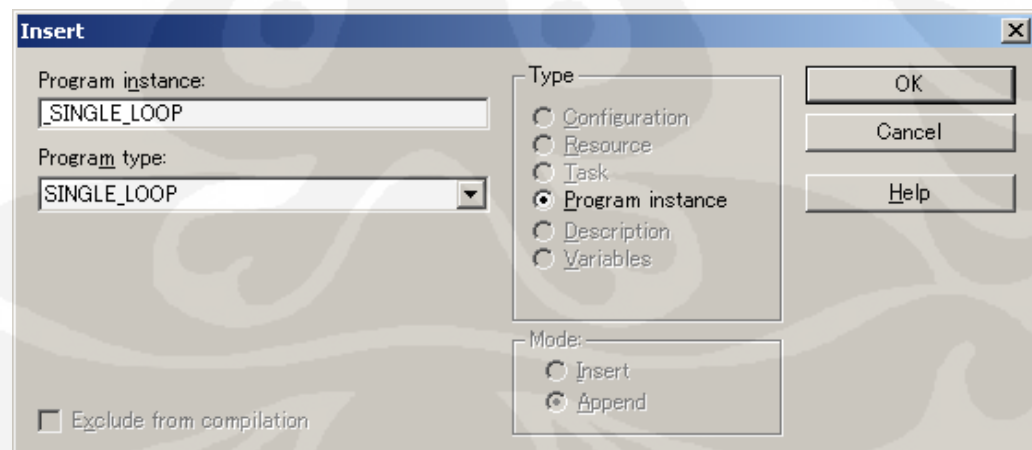 Insert
Program instance:
_SINGLE_LOOP
Program type:
SINGLE_LOOP
Type
Configuration
Resource
Task
Program instance
Description
Variables
Mode:
Insert
Append
Exclude from compilation
OK
Cancel
Help